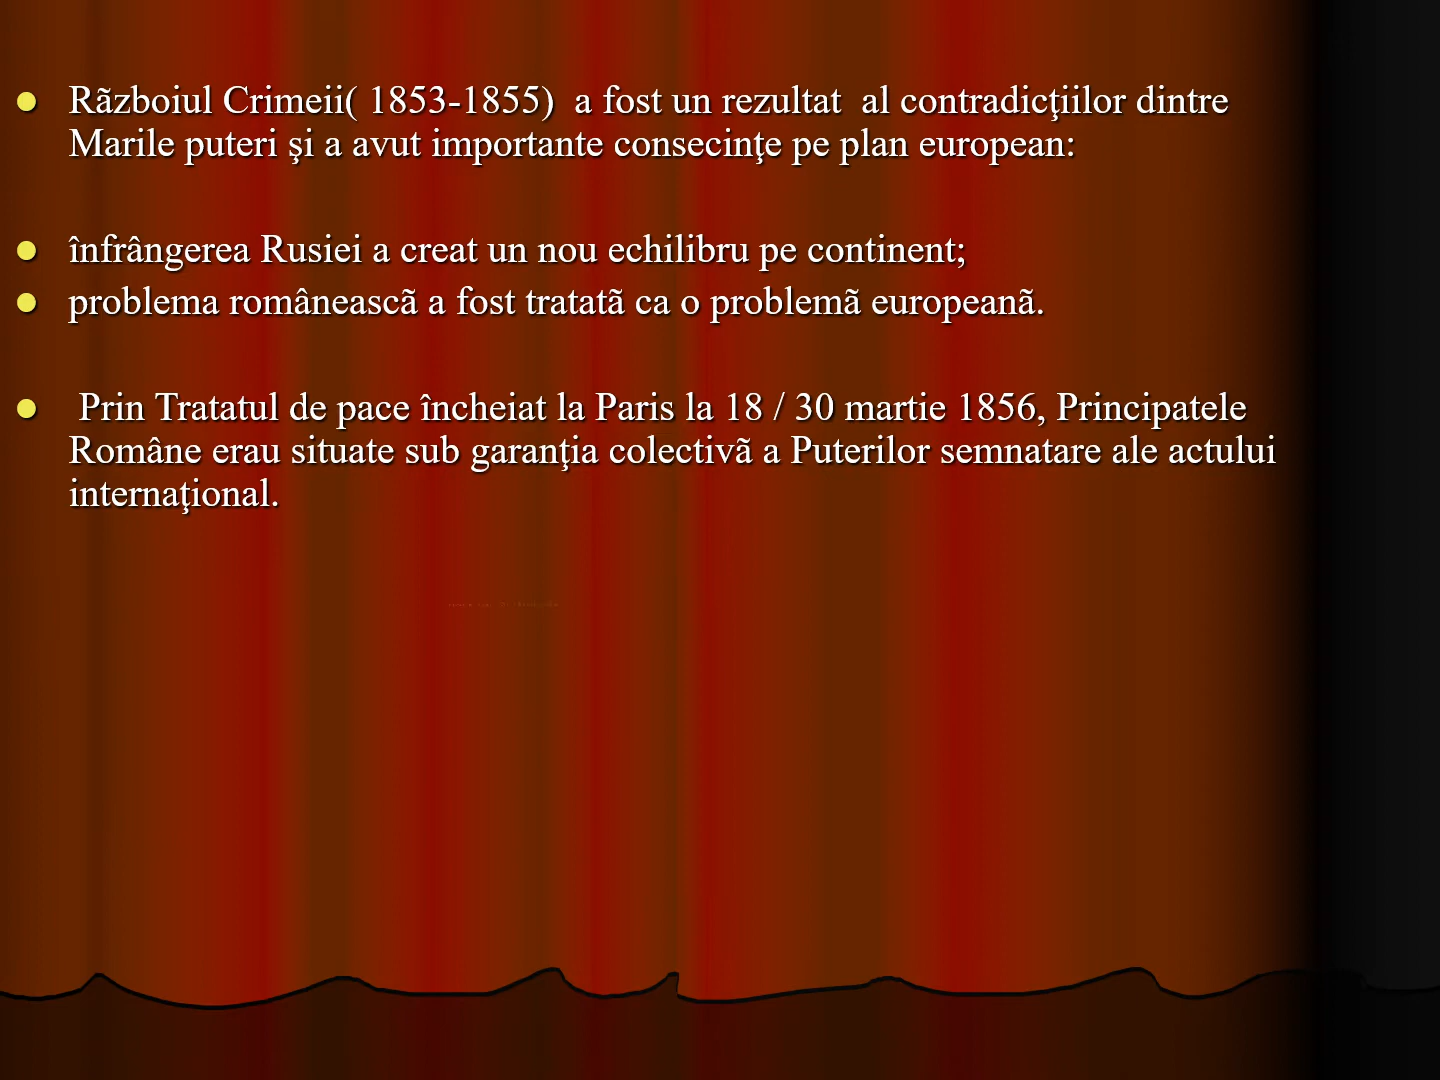 Rãzboiul Crimeii( 1853-1855)  a fost un rezultat  al contradicţiilor dintre
Marile puteri şi a avut importante consecinţe pe plan european:
înfrângerea Rusiei a creat un nou echilibru pe continent;
problema româneascã a fost tratatã ca o problemã europeanã.
Prin Tratatul de pace încheiat la Paris la 18 / 30 martie 1856, Principatele
Române erau situate sub garanţia colectivã a Puterilor semnatare ale actului
internaţional.